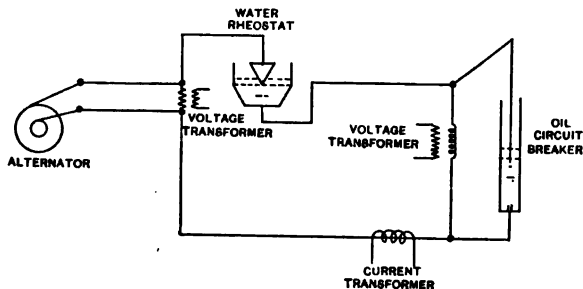 WATER
RHEOSTAT
VOLTAGE
TRANSFORMER
ALTERNATOR
VOLTAGE
TRANSFORMER
OIL
CIRCUIT
BREAKER
CURRENT
TRANSFORMER